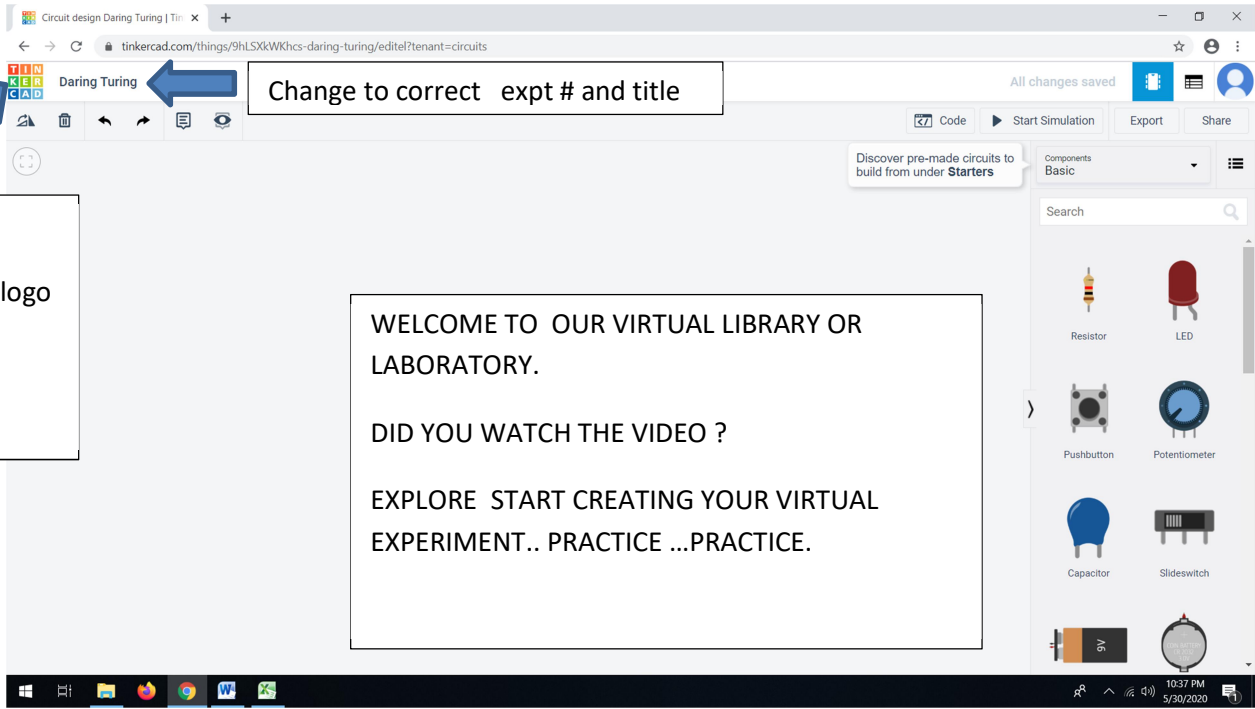 Circuit design Daring Turing | Tin
tinkercad.com/things/9hLSXkWKhcs-daring-turing/editel?tenant=circuits
TIN
KER
CAD
Daring Turing
Change to correct expt # and title
All changes saved
Code
Start Simulation
Export
Share
Discover pre-made circuits to
build from under Starters
Components
Basic
Search
logo
WELCOME TO OUR VIRTUAL LIBRARY OR
LABORATORY.
DID YOU WATCH THE VIDEO ?
EXPLORE START CREATING YOUR VIRTUAL
EXPERIMENT.. PRACTICE ...PRACTICE.
Resistor
LED
Pushbutton
Potentiometer
Capacitor
Slideswitch
9V
10:37 PM
5/30/2020
1